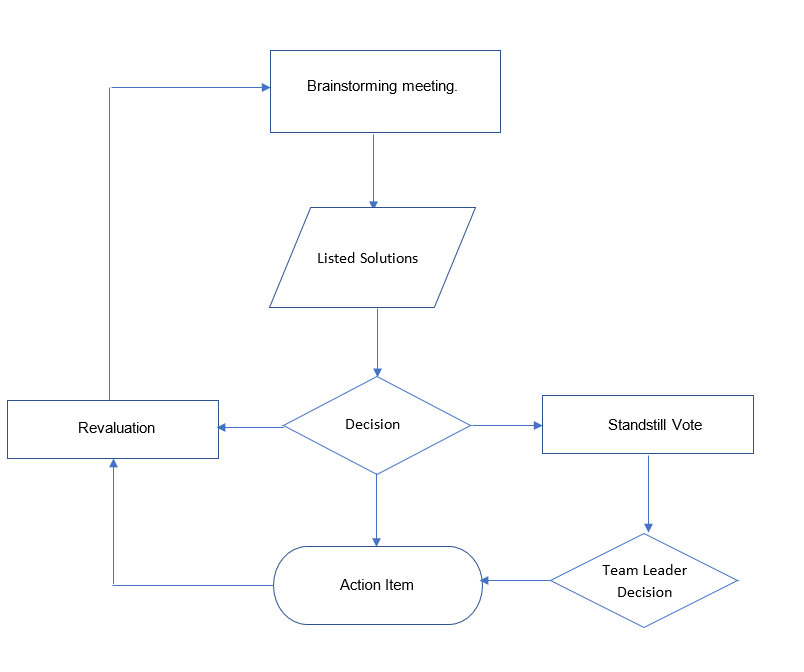 Brainstorming meeting.
Listed Solutions
Decision
Revaluation
Standstill Vote
Action Item
Team Leader
Decision